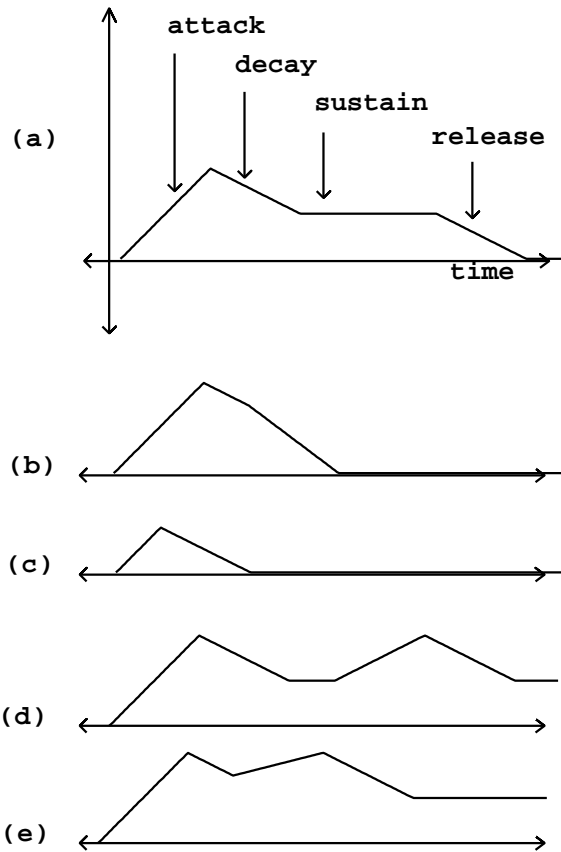 attack
decay
sustain
(a)
release
time
(b)
(c)
(d)
(e)